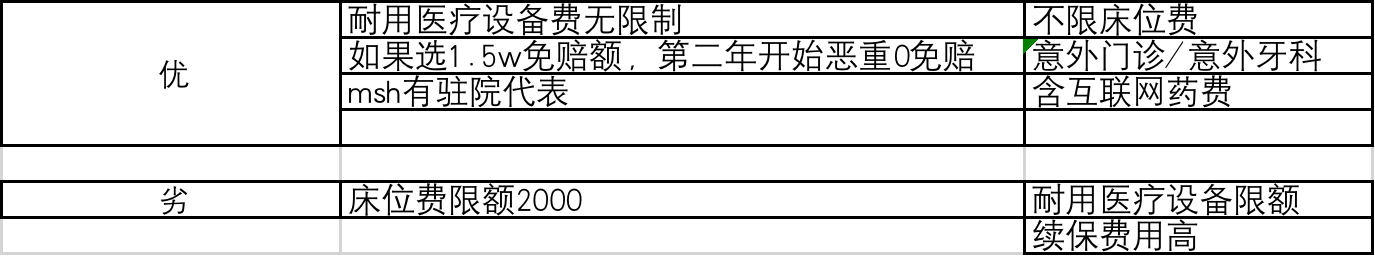 耐用医疗设备费无限制
不限床位费
优
如果选1.5w免赔额，第二年开始恶重0免赔
意外门诊/意外牙科
msh有驻院代表
含互联网药费
劣
床位费限额2000
耐用医疗设备限额
续保费用高